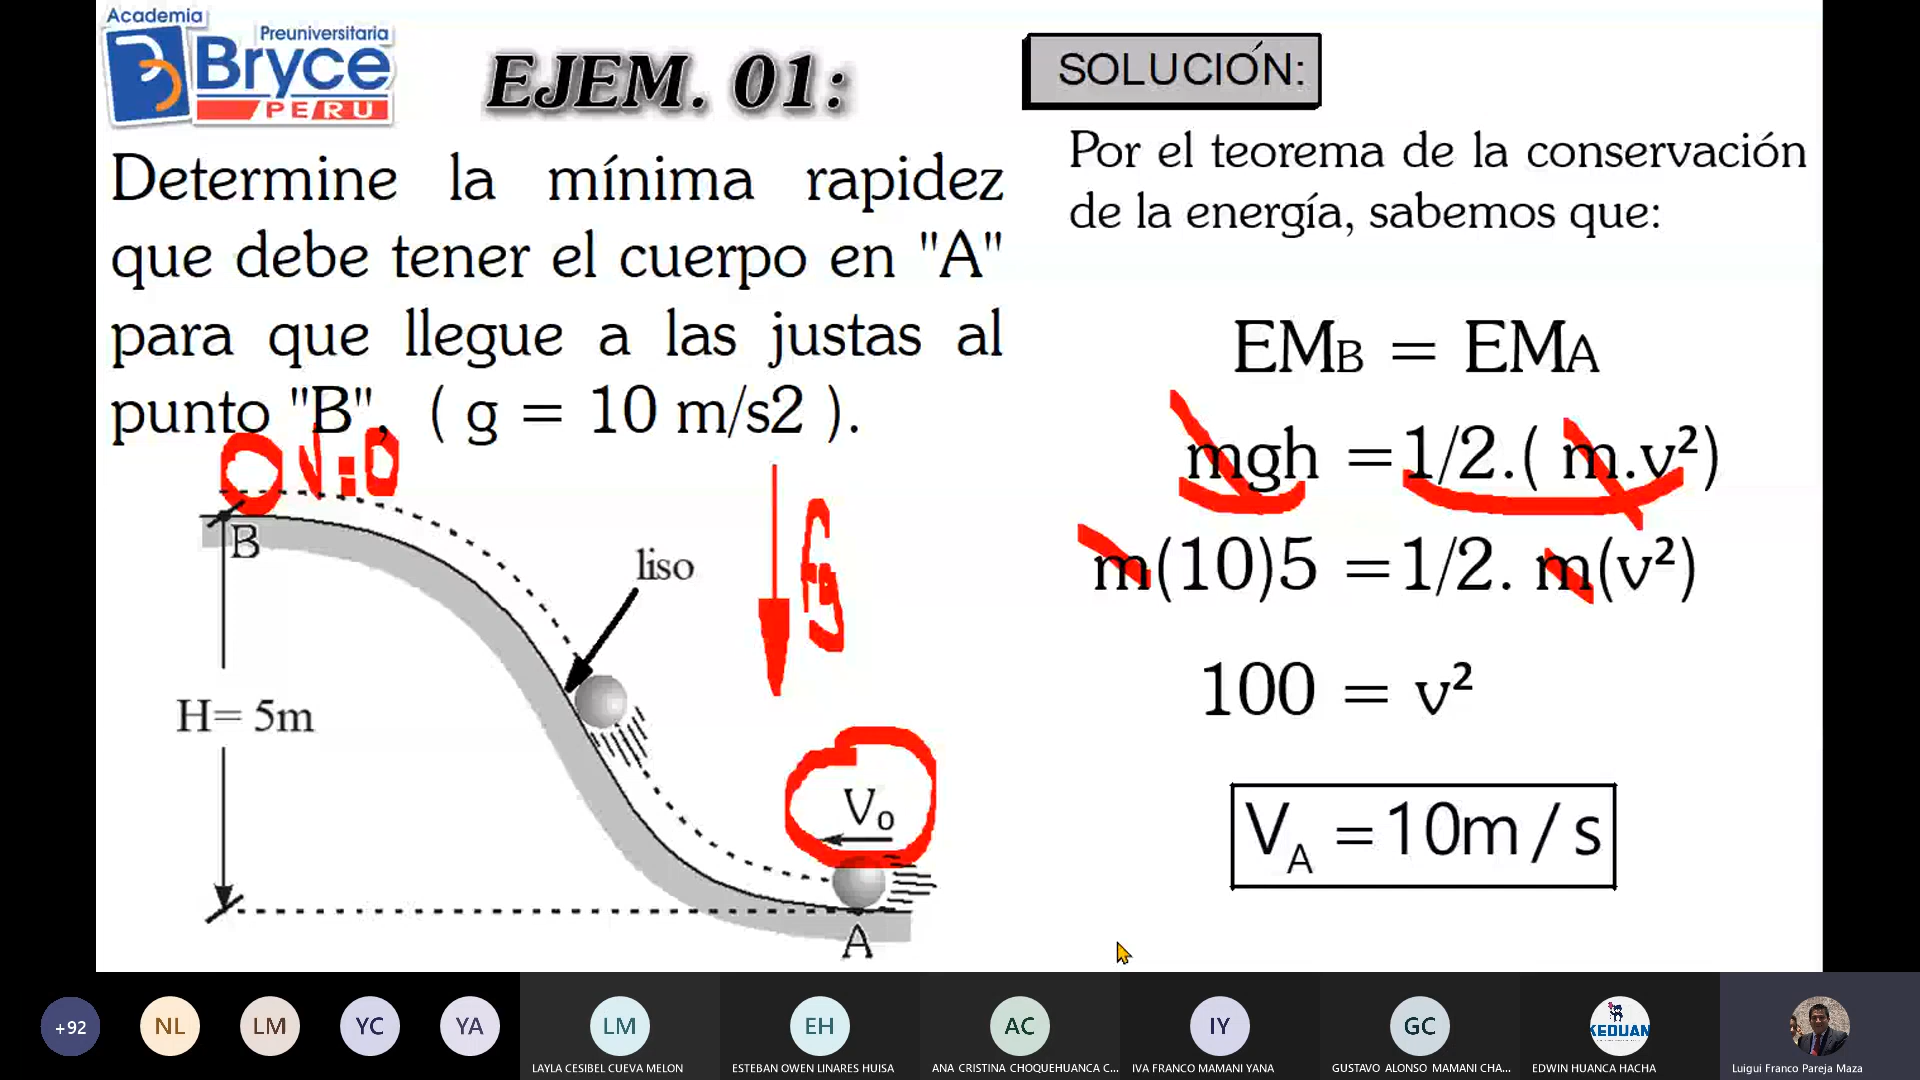 Academia
Preuniversitaria
Bryce
PERU
EJEM. 01:
Determine la mínima rapidez
que debe tener el cuerpo en "A"
para que llegue a las justas al
punto "B", ( g = 10 m/s2 ).
V=0
B
liso
g
H= 5m
V₀
A
SOLUCIÓN:
Por el teorema de la conservación
de la energía, sabemos que:
EMB = EMA
mgh =1/2.( m.v²)
m(10)5 =1/2. m(v²)
100 = v²
V_A =10m/s
+92
NL
LM
YC
YA
LM
EH
AC
IY
GC
KEDUAN
LAYLA CESIBEL CUEVA MELON
ESTEBAN OWEN LINARES HUISA
ANA CRISTINA CHOQUEHUANCA C...
IVA FRANCO MAMANI YANA
GUSTAVO ALONSO MAMANI CHA...
EDWIN HUANCA HACHA
Luigui Franco Pareja Maza